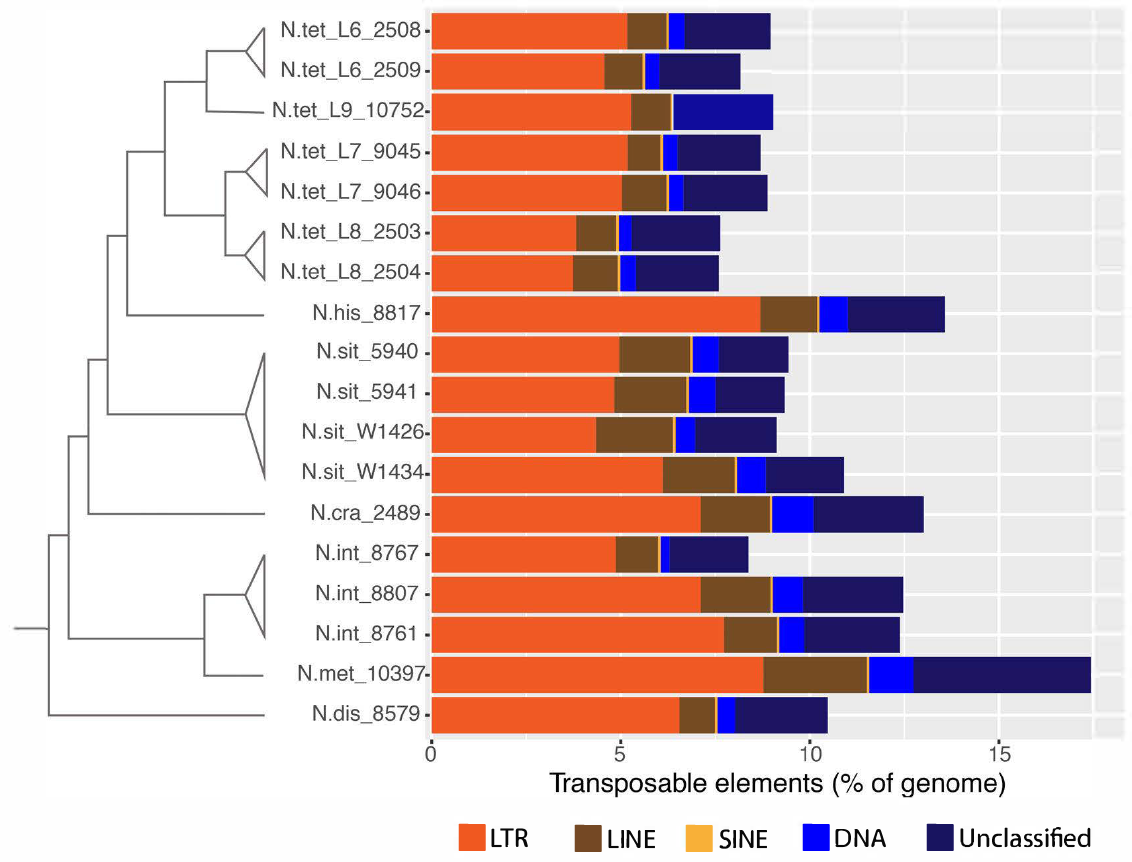 N.tet_L6_2508
N.tet_L6_2509
N.tet_L9_10752
N.tet_L7_9045
N.tet_L7_9046
N.tet_L8_2503
N.tet_L8_2504
N.his_8817
N.sit_5940
N.sit_5941
N.sit_W1426
N.sit_W1434
N.cra_2489
N.int_8767
N.int_8807
N.int_8761
N.met_10397
N.dis_8579
0 5 10 15
Transposable elements (% of genome)
LTR LINE SINE DNA Unclassified